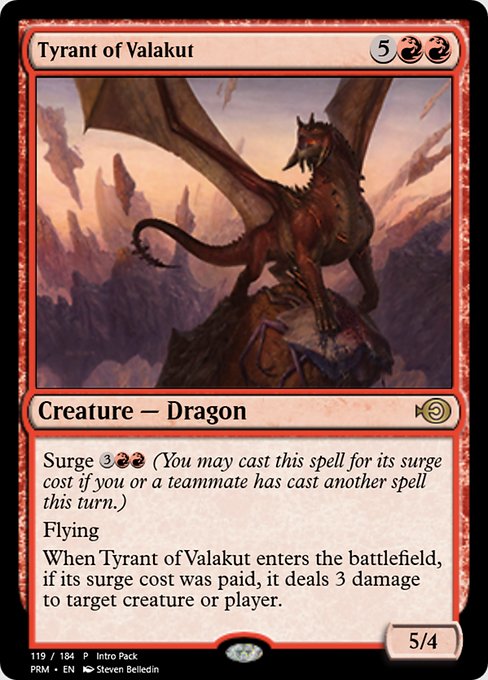 Tyrant of Valakut 5
Creature — Dragon
Surge 3 (You may cast this spell for its surge
cost if you or a teammate has cast another spell
this turn.)
Flying
When Tyrant of Valakut enters the battlefield,
if its surge cost was paid, it deals 3 damage
to target creature or player.
5/4
119 / 184 P Intro Pack
PRM • EN Steven Belledin